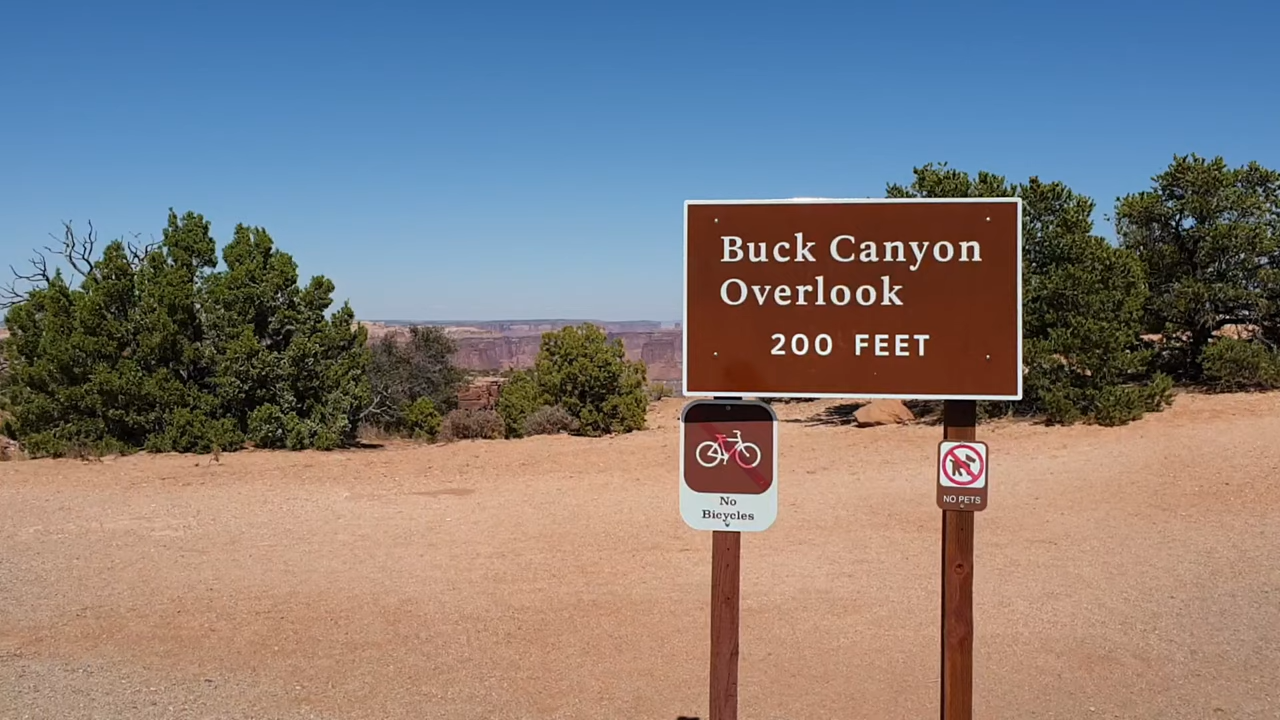 Buck Canyon
Overlook
200 FEET
No
Bicycles
NO PETS